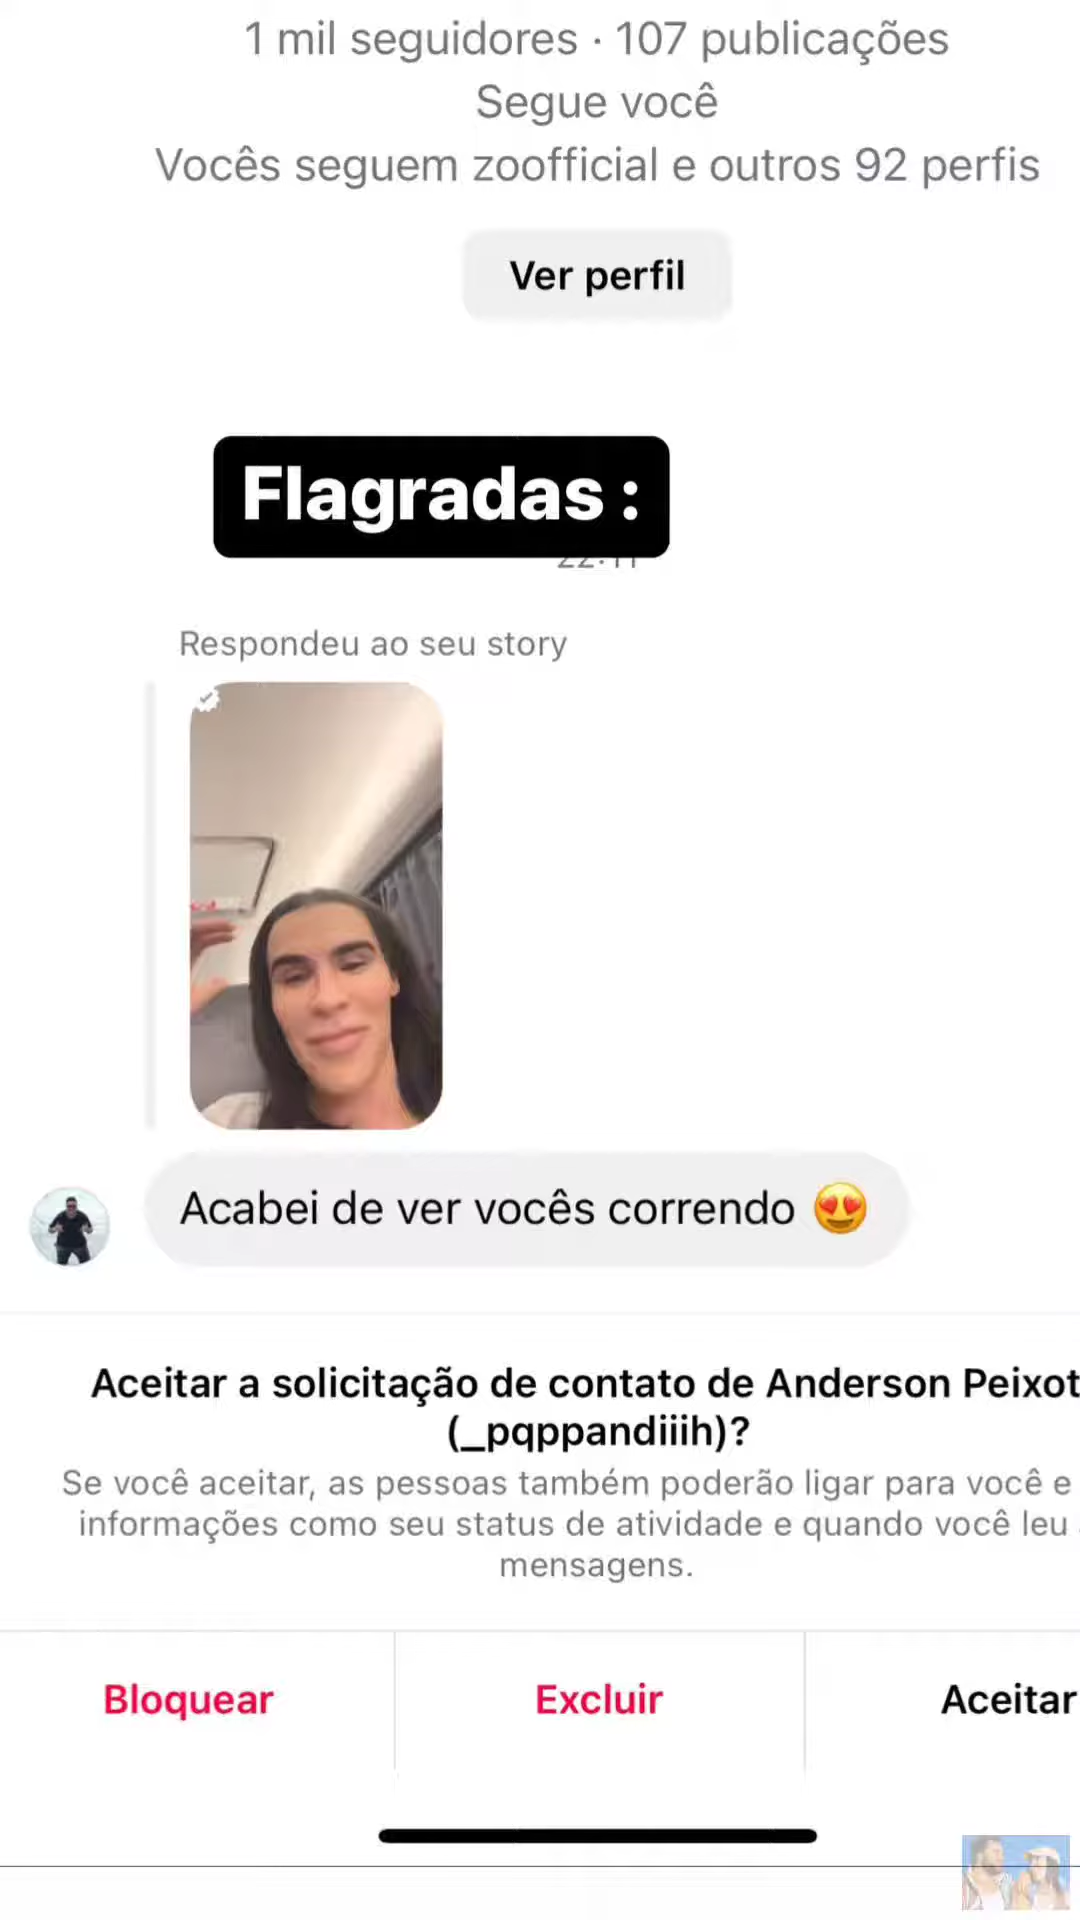 1 mil seguidores · 107 publicações
Segue você
Vocês seguem zoofficial e outros 92 perfis
Ver perfil
Flagradas :
Respondeu ao seu story
Acabei de ver vocês correndo 😍
Aceitar a solicitação de contato de Anderson Peixot
(_pqppandiiih)?
Se você aceitar, as pessoas também poderão ligar para você e
informações como seu status de atividade e quando você leu
mensagens.
Bloquear
Excluir
Aceitar